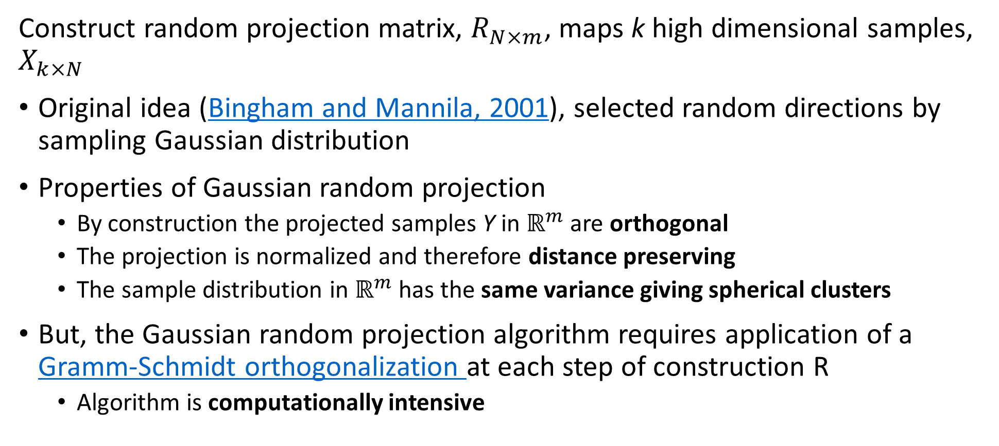 Construct random projection matrix, $R_{N \times m}$, maps k high dimensional samples,
$X_{k \times N}$
• Original idea (Bingham and Mannila, 2001), selected random directions by
sampling Gaussian distribution
• Properties of Gaussian random projection
• By construction the projected samples Y in $\mathbb{R}^m$ are orthogonal
• The projection is normalized and therefore distance preserving
• The sample distribution in $\mathbb{R}^m$ has the same variance giving spherical clusters
• But, the Gaussian random projection algorithm requires application of a
Gramm-Schmidt orthogonalization at each step of construction R
• Algorithm is computationally intensive